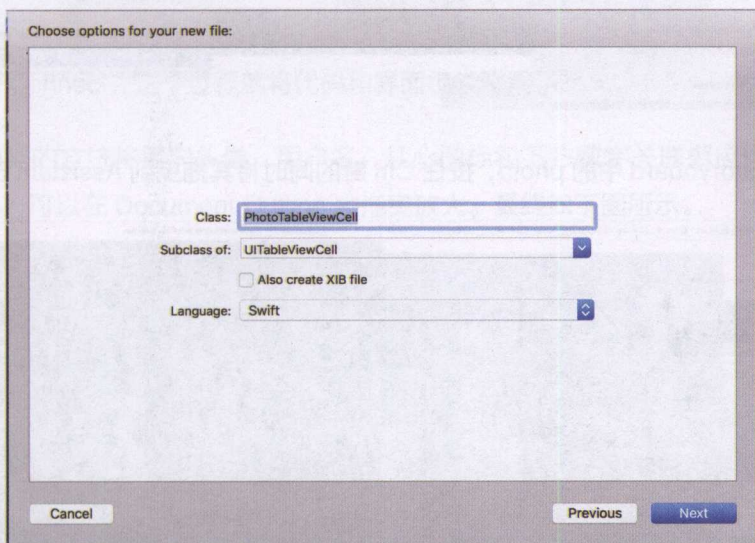 Choose options for your new file:
Class: PhotoTableViewCell
Subclass of: UITableViewCell
Also create XIB file
Language: Swift
Cancel
Previous
Next